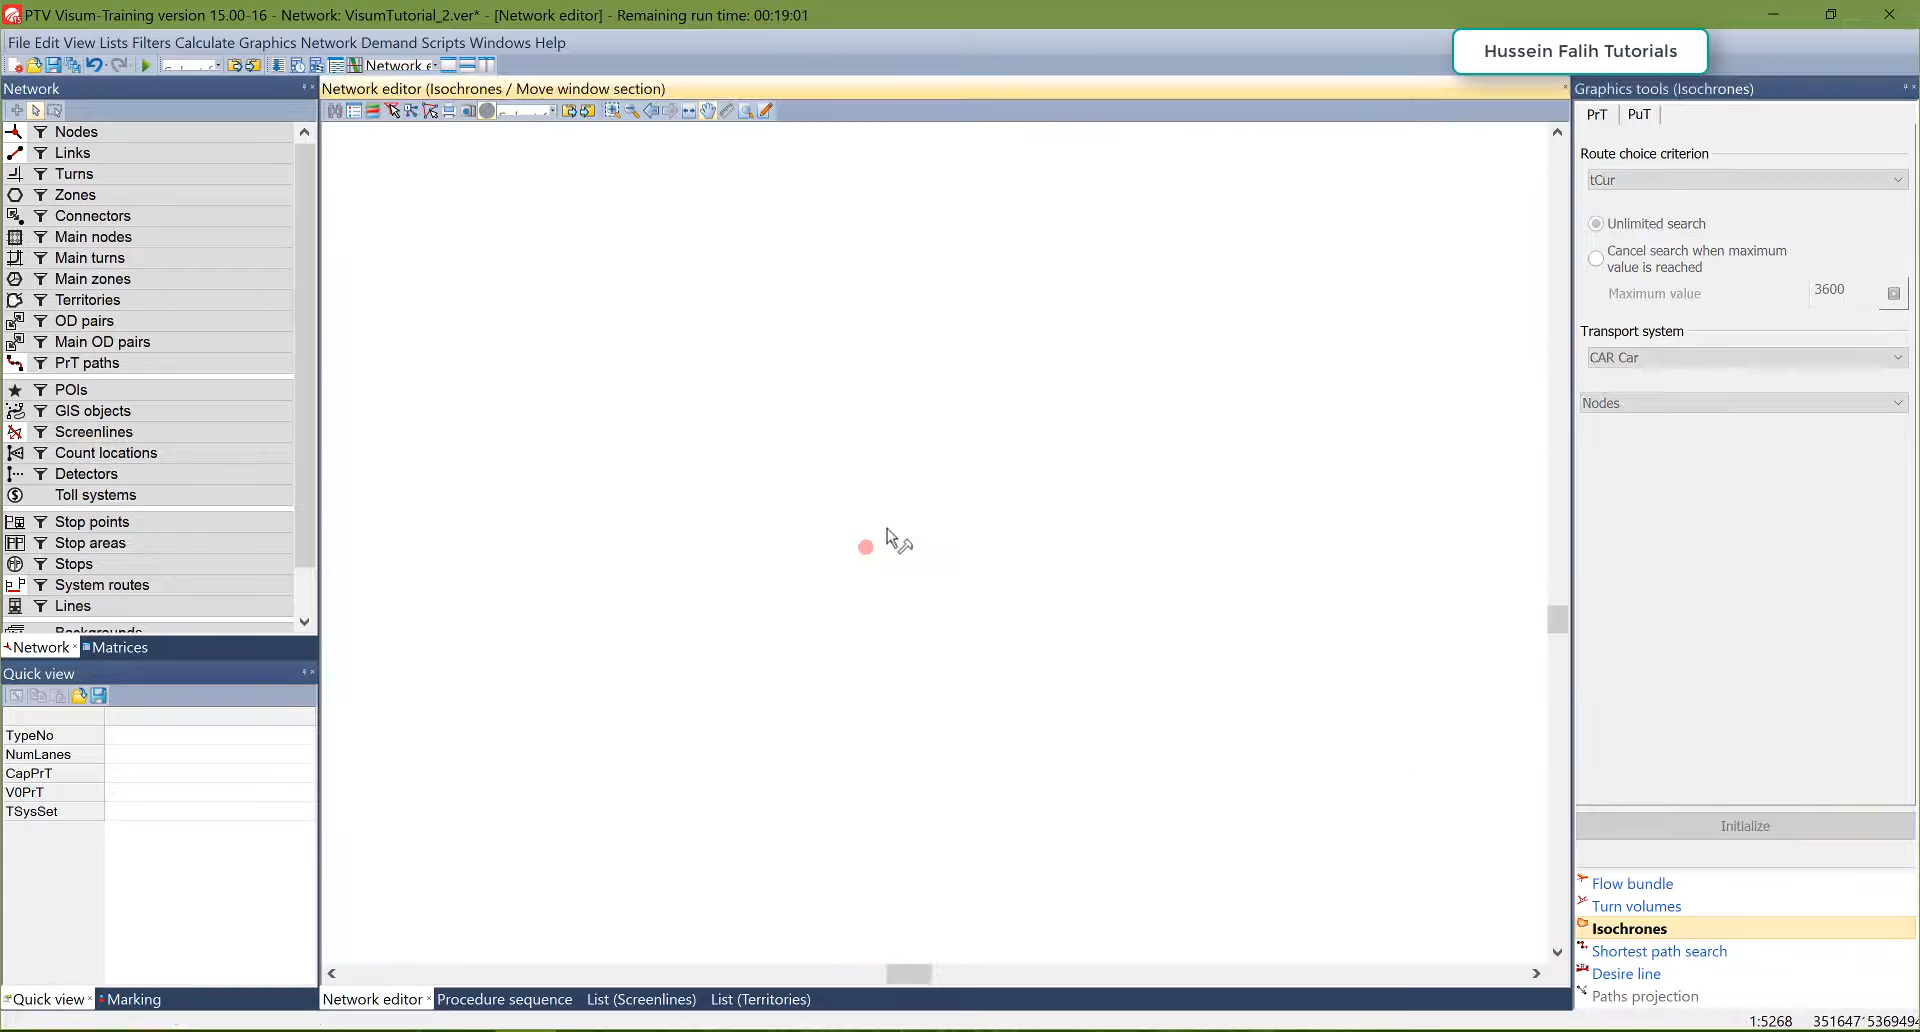 PTV Visum-Training version 15.00-16 - Network: VisumTutorial_2.ver* - [Network editor] - Remaining run time: 00:19:01
File Edit View Lists Filters Calculate Graphics Network Demand Scripts Windows Help
Hussein Falih Tutorials
Network e
Network
Network editor (Isochrones / Move window section)
Graphics tools (Isochrones)
Nodes
Links
Turns
Zones
Connectors
Main nodes
Main turns
Main zones
Territories
OD pairs
Main OD pairs
PrT paths
POIs
GIS objects
Screenlines
Count locations
Detectors
Toll systems
Stop points
Stop areas
Stops
System routes
Lines
Backgrounds
Network
Matrices
Quick view
TypeNo
NumLanes
CapPrT
V0PrT
TSysSet
Quick view
Marking
Network editor
Procedure sequence
List (Screenlines)
List (Territories)
PrT
PuT
Route choice criterion
tCur
Unlimited search
Cancel search when maximum
value is reached
Maximum value
3600
Transport system
CAR Car
Nodes
Initialize
Flow bundle
Turn volumes
Isochrones
Shortest path search
Desire line
Paths projection
1:5268